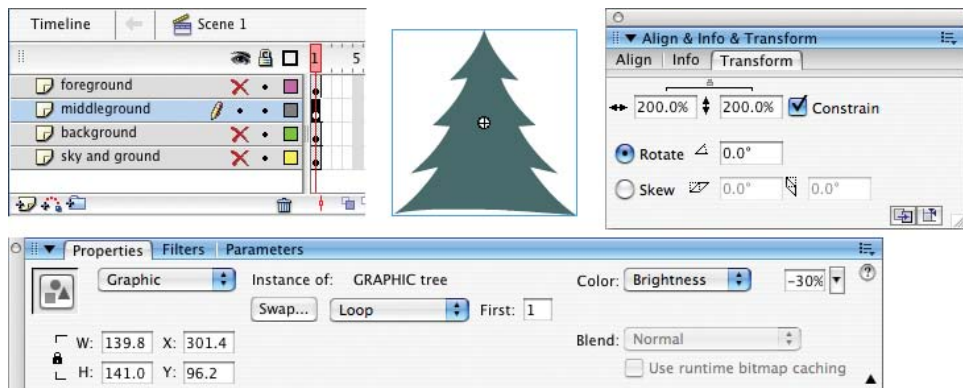 Timeline
Scene 1
1 5
foreground
middleground
background
sky and ground
Align & Info & Transform
Align Info Transform
200.0% 200.0% Constrain
Rotate 0.0°
Skew 0.0° 0.0°
Properties Filters Parameters
Graphic Instance of: GRAPHIC tree Color: Brightness -30%
Swap... Loop First: 1
W: 139.8 X: 301.4 Blend: Normal
H: 141.0 Y: 96.2 Use runtime bitmap caching